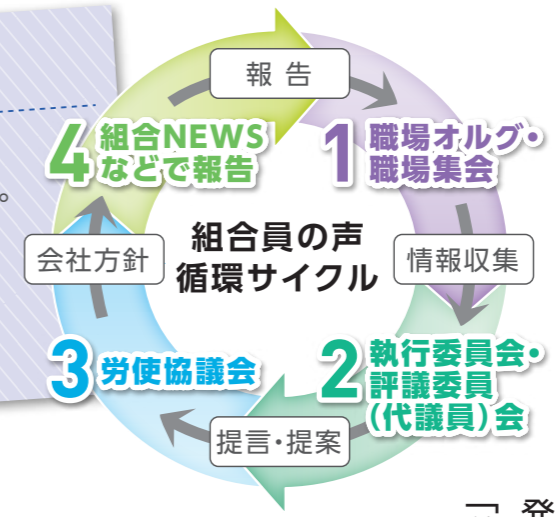 報 告
1 職場オルグ・
職場集会
情報収集
2 執行委員会・
評議委員
(代議員)会
提言・提案
3 労使協議会
会社方針
4 組合NEWS
などで報告
組合員の声
循環サイクル
。
発